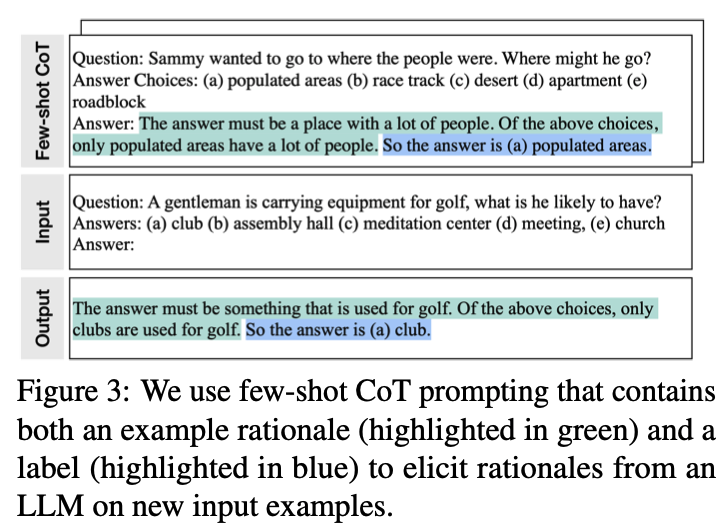 Few-shot CoT
Question: Sammy wanted to go to where the people were. Where might he go?
Answer Choices: (a) populated areas (b) race track (c) desert (d) apartment (e)
roadblock
Answer: The answer must be a place with a lot of people. Of the above choices,
only populated areas have a lot of people. So the answer is (a) populated areas.
Input
Question: A gentleman is carrying equipment for golf, what is he likely to have?
Answers: (a) club (b) assembly hall (c) meditation center (d) meeting, (e) church
Answer:
Output
The answer must be something that is used for golf. Of the above choices, only
clubs are used for golf. So the answer is (a) club.
Figure 3: We use few-shot CoT prompting that contains
both an example rationale (highlighted in green) and a
label (highlighted in blue) to elicit rationales from an
LLM on new input examples.